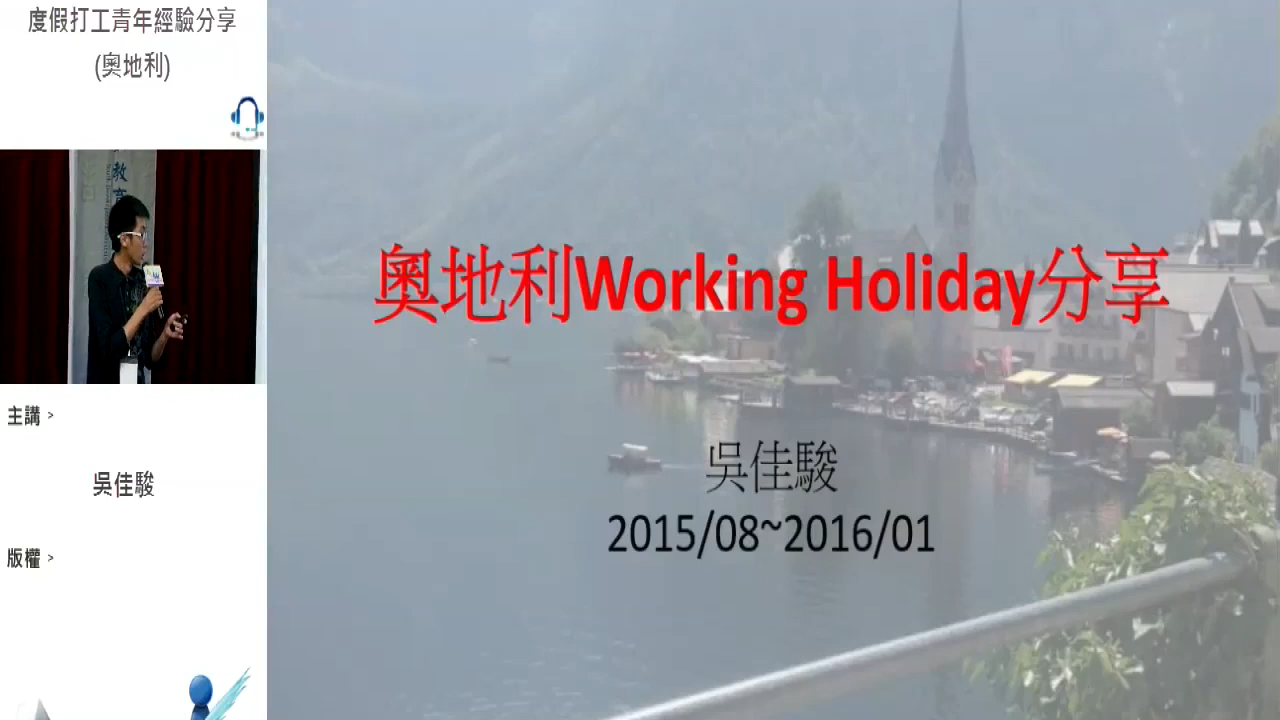 度假打工青年經驗分享
(奧地利)
教育
主講 >
吳佳駿
版權 >
奧地利Working Holiday分享
吳佳駿
2015/08~2016/01